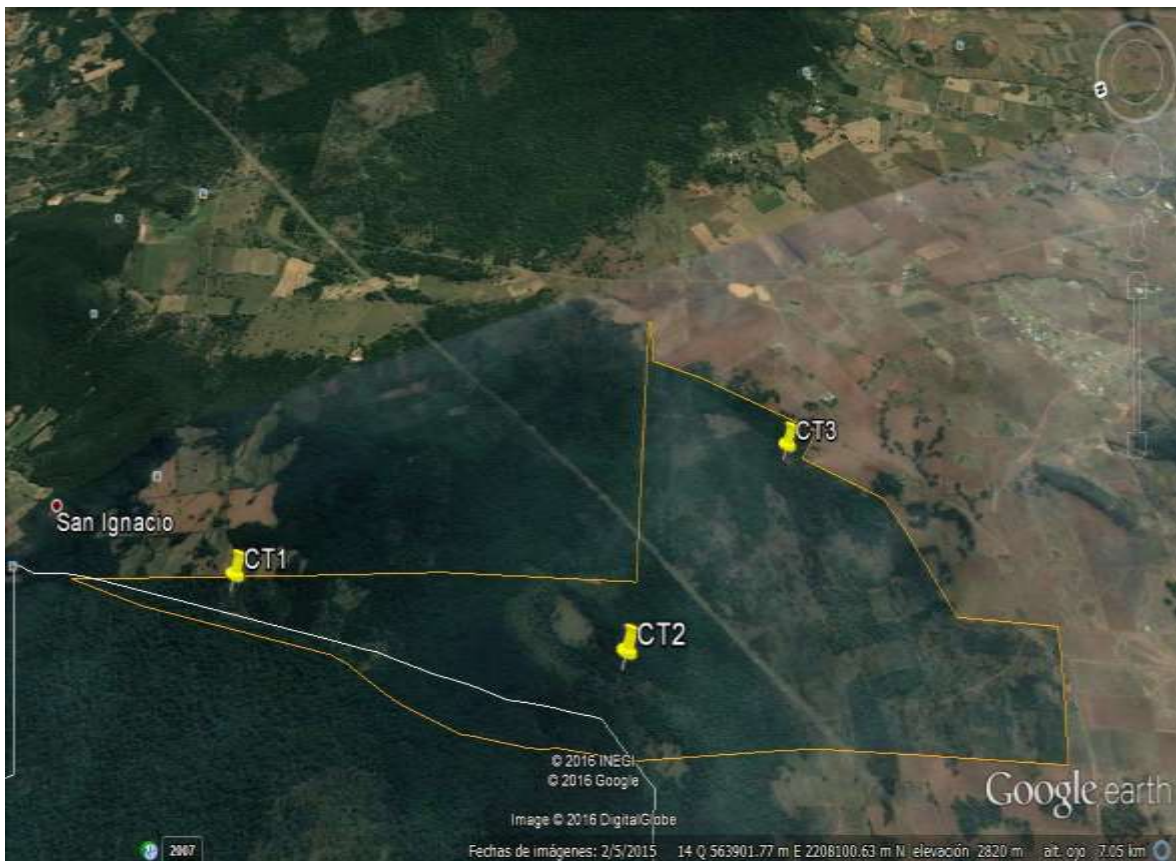 CT3
San Ignacio
CT1
CT2
© 2016 INEGI
© 2016 Google
Google earth
Image © 2016 DigitalGlobe
2007
Fechas de imágenes: 2/5/2015 14 Q 563901.77 m E 2208100.63 m N elevación 2820 m alt. ojo 7.05 km